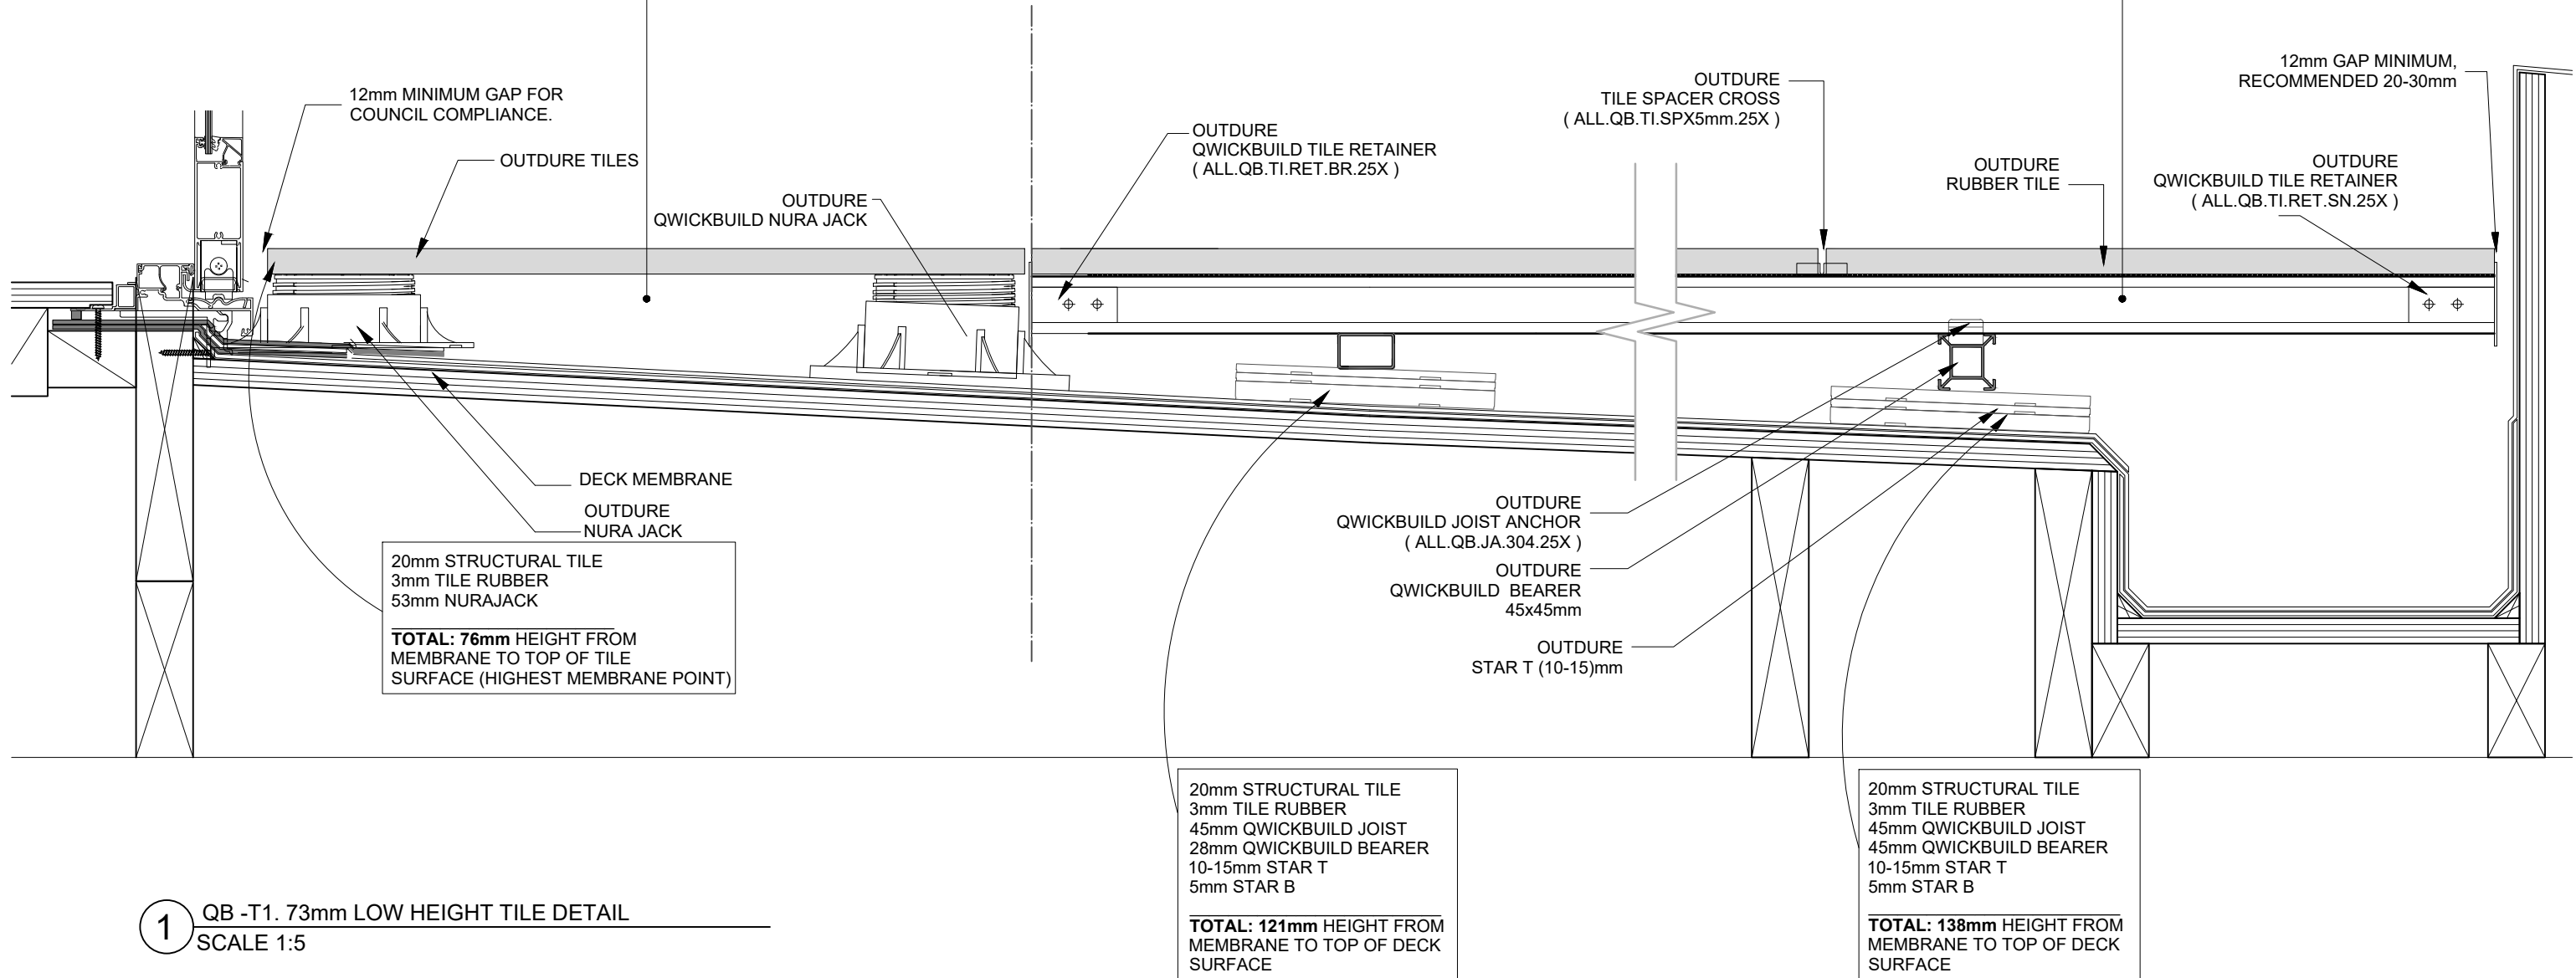 12mm MINIMUM GAP FOR
COUNCIL COMPLIANCE.
OUTDURE TILES
OUTDURE
QWICKBUILD NURA JACK
OUTDURE
QWICKBUILD TILE RETAINER
( ALL.QB.TI.RET.BR.25X )
OUTDURE
TILE SPACER CROSS
( ALL.QB.TI.SPX5mm.25X )
OUTDURE
RUBBER TILE
12mm GAP MINIMUM,
RECOMMENDED 20-30mm
OUTDURE
QWICKBUILD TILE RETAINER
( ALL.QB.TI.RET.SN.25X )
DECK MEMBRANE
OUTDURE
NURA JACK
20mm STRUCTURAL TILE
3mm TILE RUBBER
53mm NURAJACK
TOTAL: 76mm HEIGHT FROM
MEMBRANE TO TOP OF TILE
SURFACE (HIGHEST MEMBRANE POINT)
OUTDURE
QWICKBUILD JOIST ANCHOR
( ALL.QB.JA.304.25X )
OUTDURE
QWICKBUILD BEARER
45x45mm
OUTDURE
STAR T (10-15)mm
20mm STRUCTURAL TILE
3mm TILE RUBBER
45mm QWICKBUILD JOIST
28mm QWICKBUILD BEARER
10-15mm STAR T
5mm STAR B
TOTAL: 121mm HEIGHT FROM
MEMBRANE TO TOP OF DECK
SURFACE
20mm STRUCTURAL TILE
3mm TILE RUBBER
45mm QWICKBUILD JOIST
45mm QWICKBUILD BEARER
10-15mm STAR T
5mm STAR B
TOTAL: 138mm HEIGHT FROM
MEMBRANE TO TOP OF DECK
SURFACE
1
QB -T1. 73mm LOW HEIGHT TILE DETAIL
SCALE 1:5